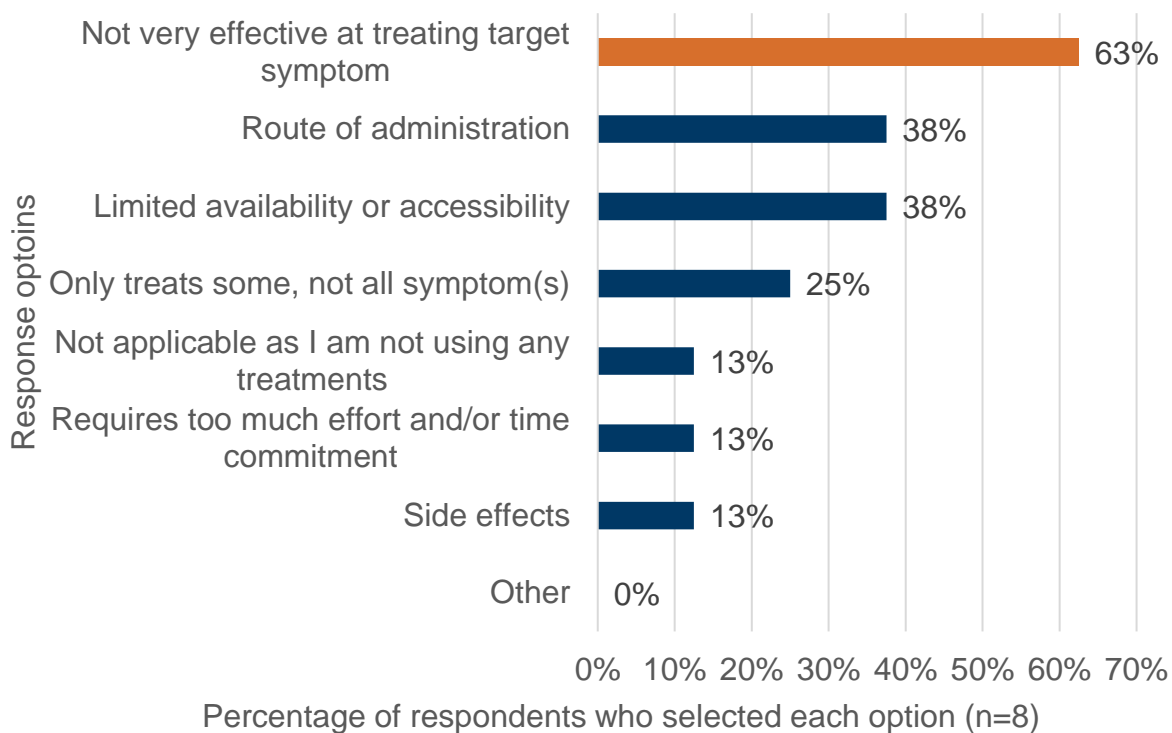 Not very effective at treating target
symptom
63%
Route of administration
38%
Limited availability or accessibility
38%
Only treats some, not all symptom(s)
25%
Not applicable as I am not using any
treatments
13%
Requires too much effort and/or time
commitment
13%
Side effects
13%
Other
0%
Response optoins
0% 10% 20% 30% 40% 50% 60% 70%
Percentage of respondents who selected each option (n=8)